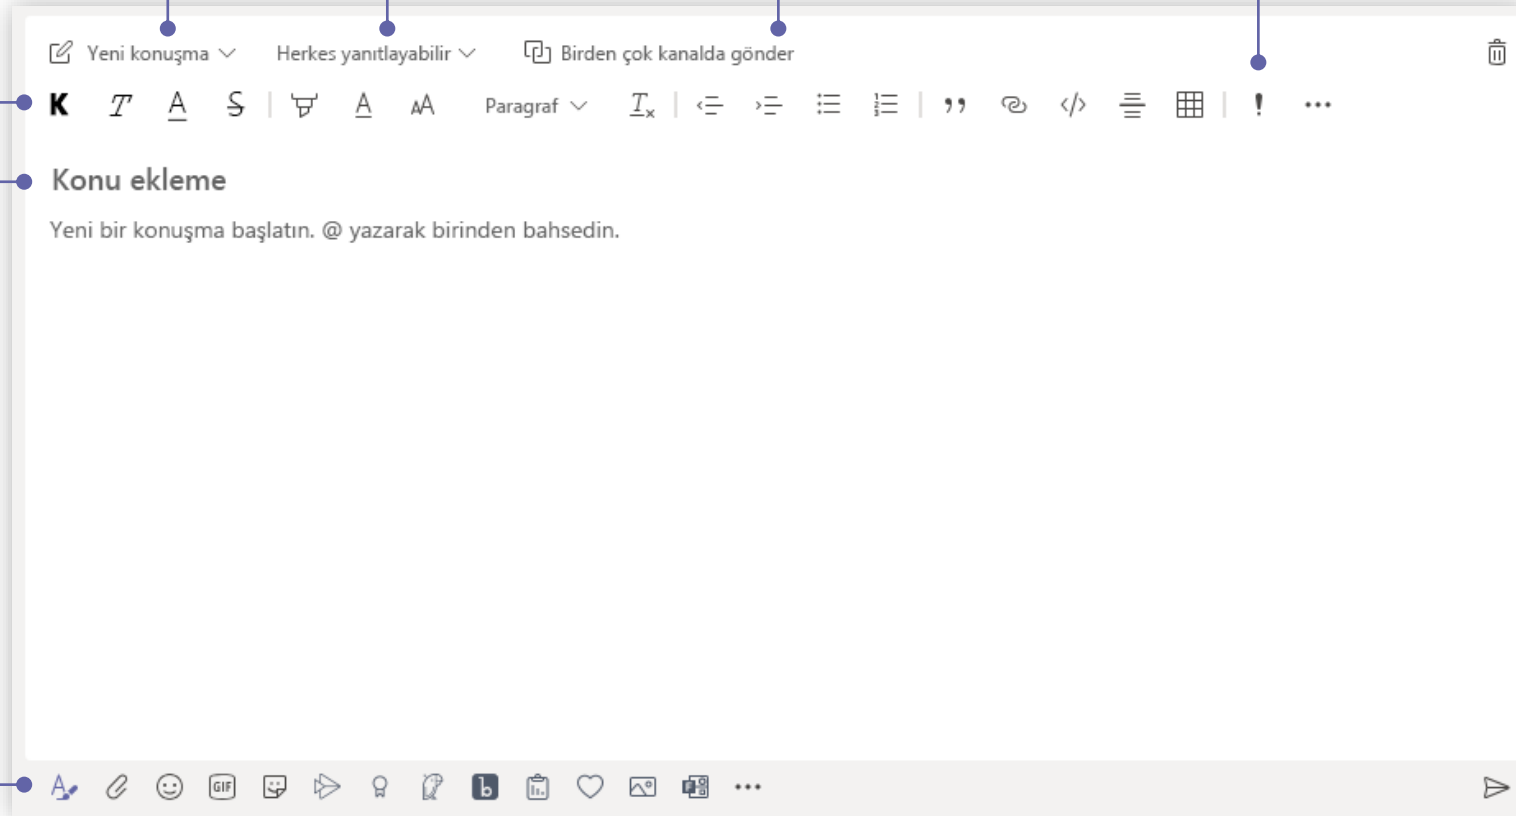 Yeni konuşma Herkes yanıtlayabilir Birden çok kanalda gönder
K T A S A AA Paragraf Tx </> !
Konu ekleme
Yeni bir konuşma başlatın. @ yazarak birinden bahsedin.
GIF